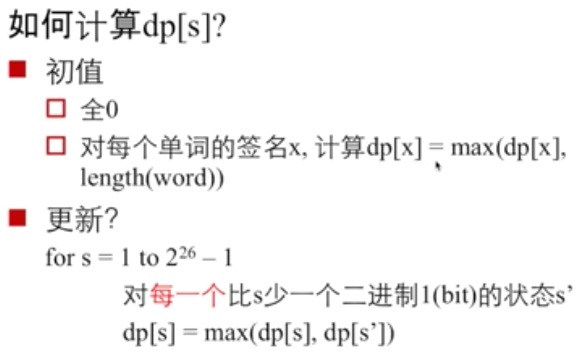 如何计算dp[s]?
初值
全0
对每个单词的签名x, 计算dp[x] = max(dp[x],
length(word))
更新?
for s = 1 to 2²⁶ – 1
对每一个比s少一个二进制1(bit)的状态s’
dp[s] = max(dp[s], dp[s’])